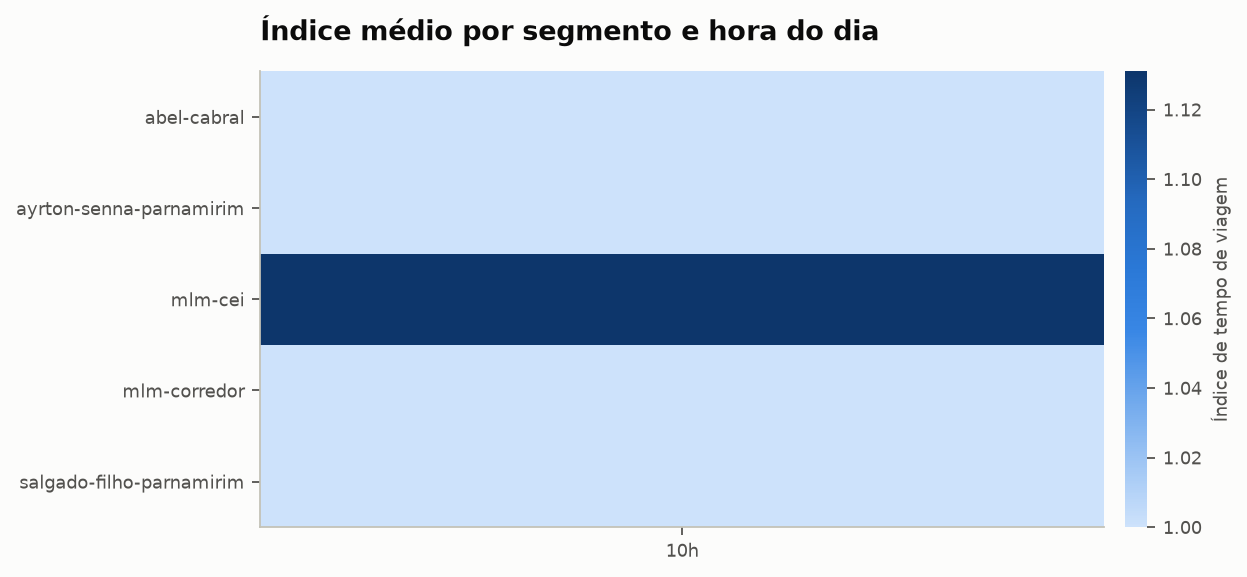 Índice médio por segmento e hora do dia
abel-cabral
ayrton-senna-parnamirim
mlm-cei
mlm-corredor
salgado-filho-parnamirim
10h
1.12
1.10
1.08
1.06
1.04
1.02
1.00
Índice de tempo de viagem